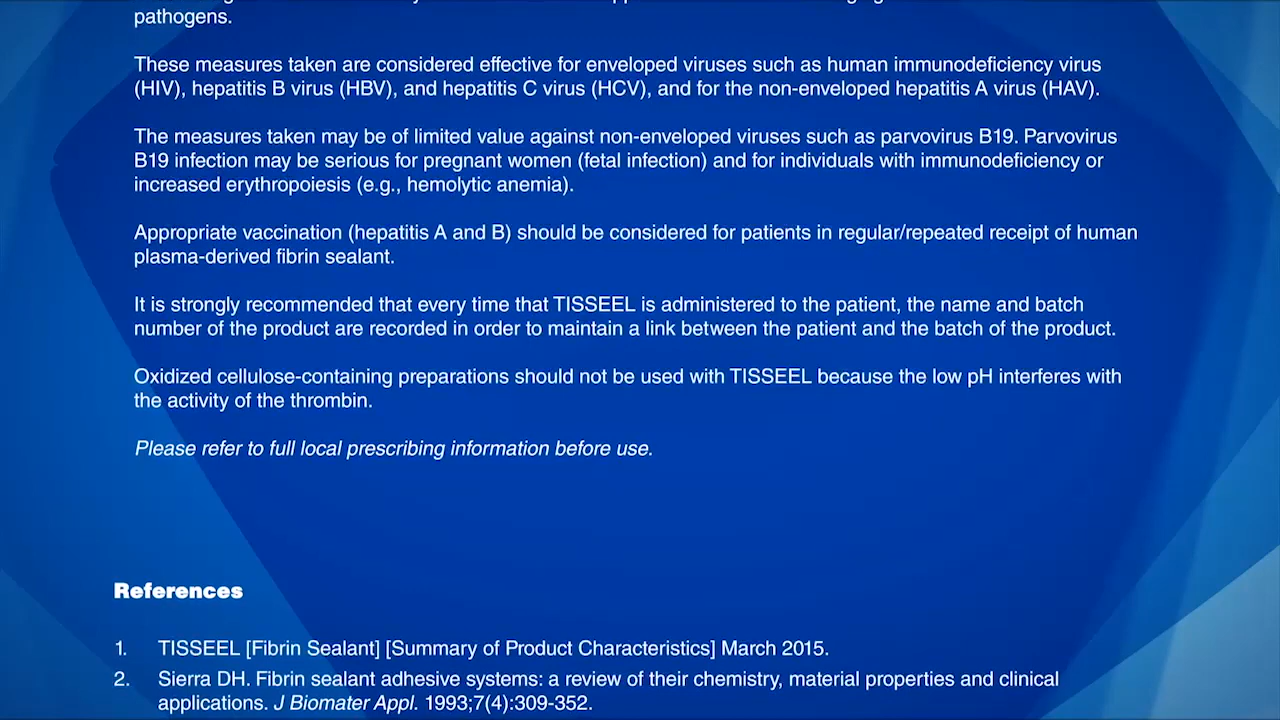 pathogens.
These measures taken are considered effective for enveloped viruses such as human immunodeficiency virus
(HIV), hepatitis B virus (HBV), and hepatitis C virus (HCV), and for the non-enveloped hepatitis A virus (HAV).
The measures taken may be of limited value against non-enveloped viruses such as parvovirus B19. Parvovirus
B19 infection may be serious for pregnant women (fetal infection) and for individuals with immunodeficiency or
increased erythropoiesis (e.g., hemolytic anemia).
Appropriate vaccination (hepatitis A and B) should be considered for patients in regular/repeated receipt of human
plasma-derived fibrin sealant.
It is strongly recommended that every time that TISSEEL is administered to the patient, the name and batch
number of the product are recorded in order to maintain a link between the patient and the batch of the product.
Oxidized cellulose-containing preparations should not be used with TISSEEL because the low pH interferes with
the activity of the thrombin.
Please refer to full local prescribing information before use.
References
1. TISSEEL [Fibrin Sealant] [Summary of Product Characteristics] March 2015.
2. Sierra DH. Fibrin sealant adhesive systems: a review of their chemistry, material properties and clinical
applications. J Biomater Appl. 1993;7(4):309-352.